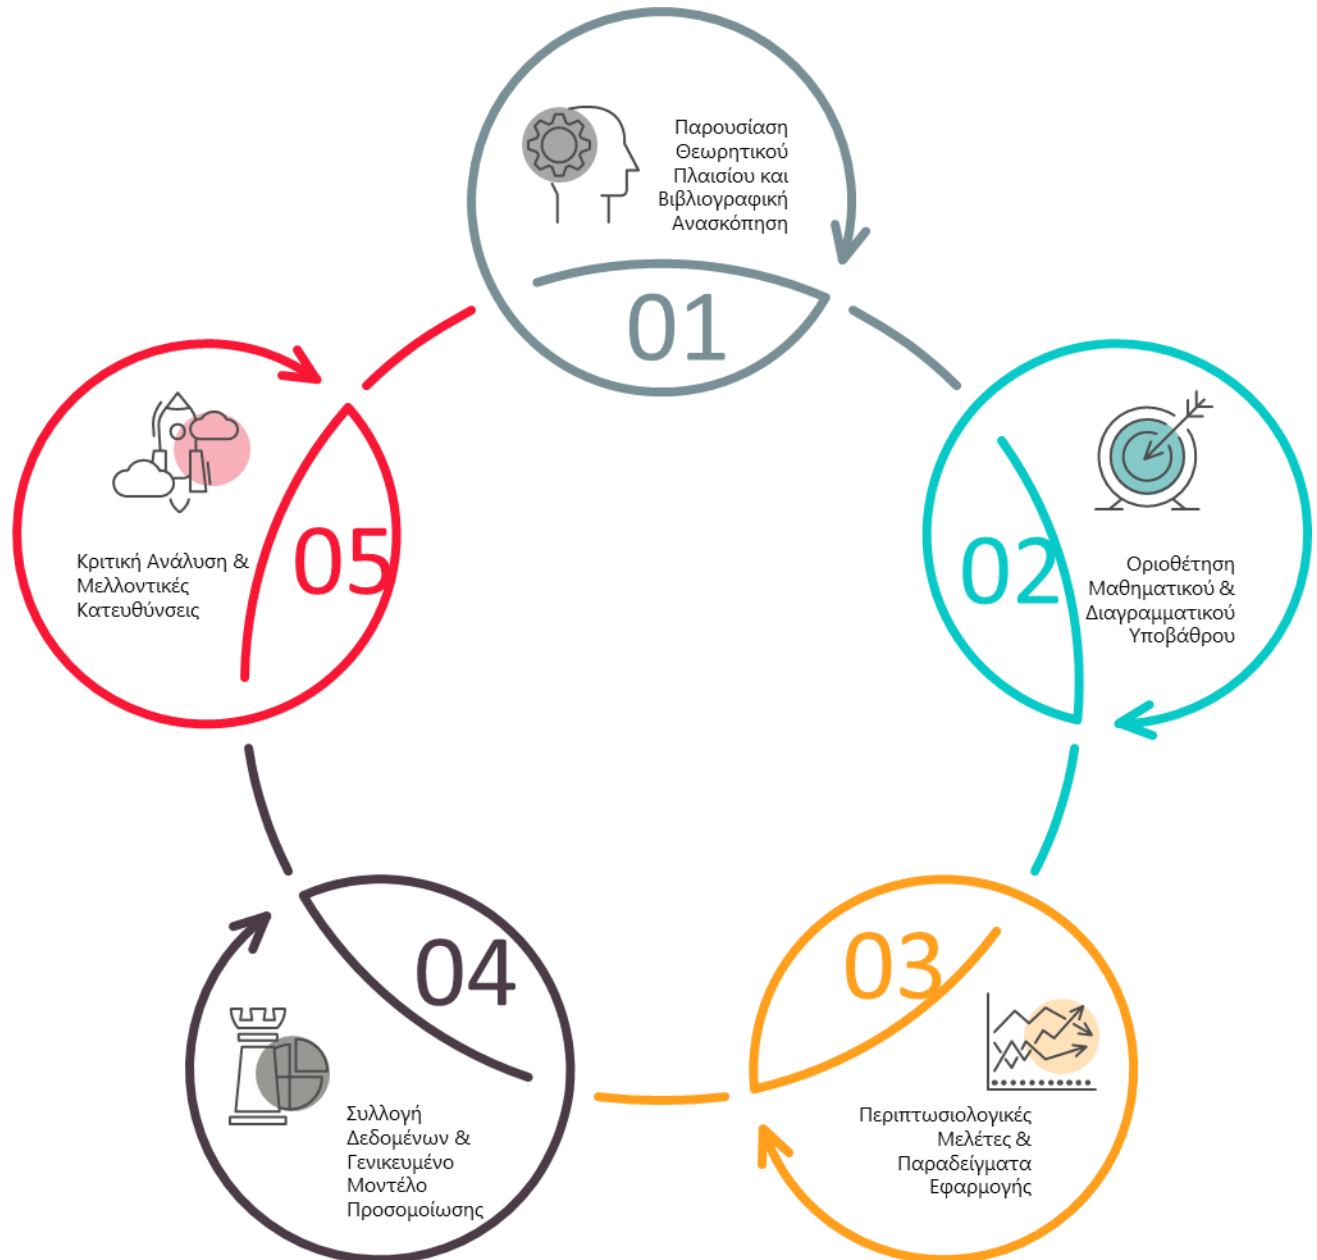 Παρουσίαση
Θεωρητικού
Πλαισίου και
Βιβλιογραφική
Ανασκόπηση
01
02
Οριοθέτηση
Μαθηματικού &
Διαγραμματικού
Υποβάθρου
03
Περιπτωσιολογικές
Μελέτες &
Παραδείγματα
Εφαρμογής
04
Συλλογή
Δεδομένων &
Γενικευμένο
Μοντέλο
Προσομοίωσης
05
Κριτική Ανάλυση &
Μελλοντικές
Κατευθύνσεις